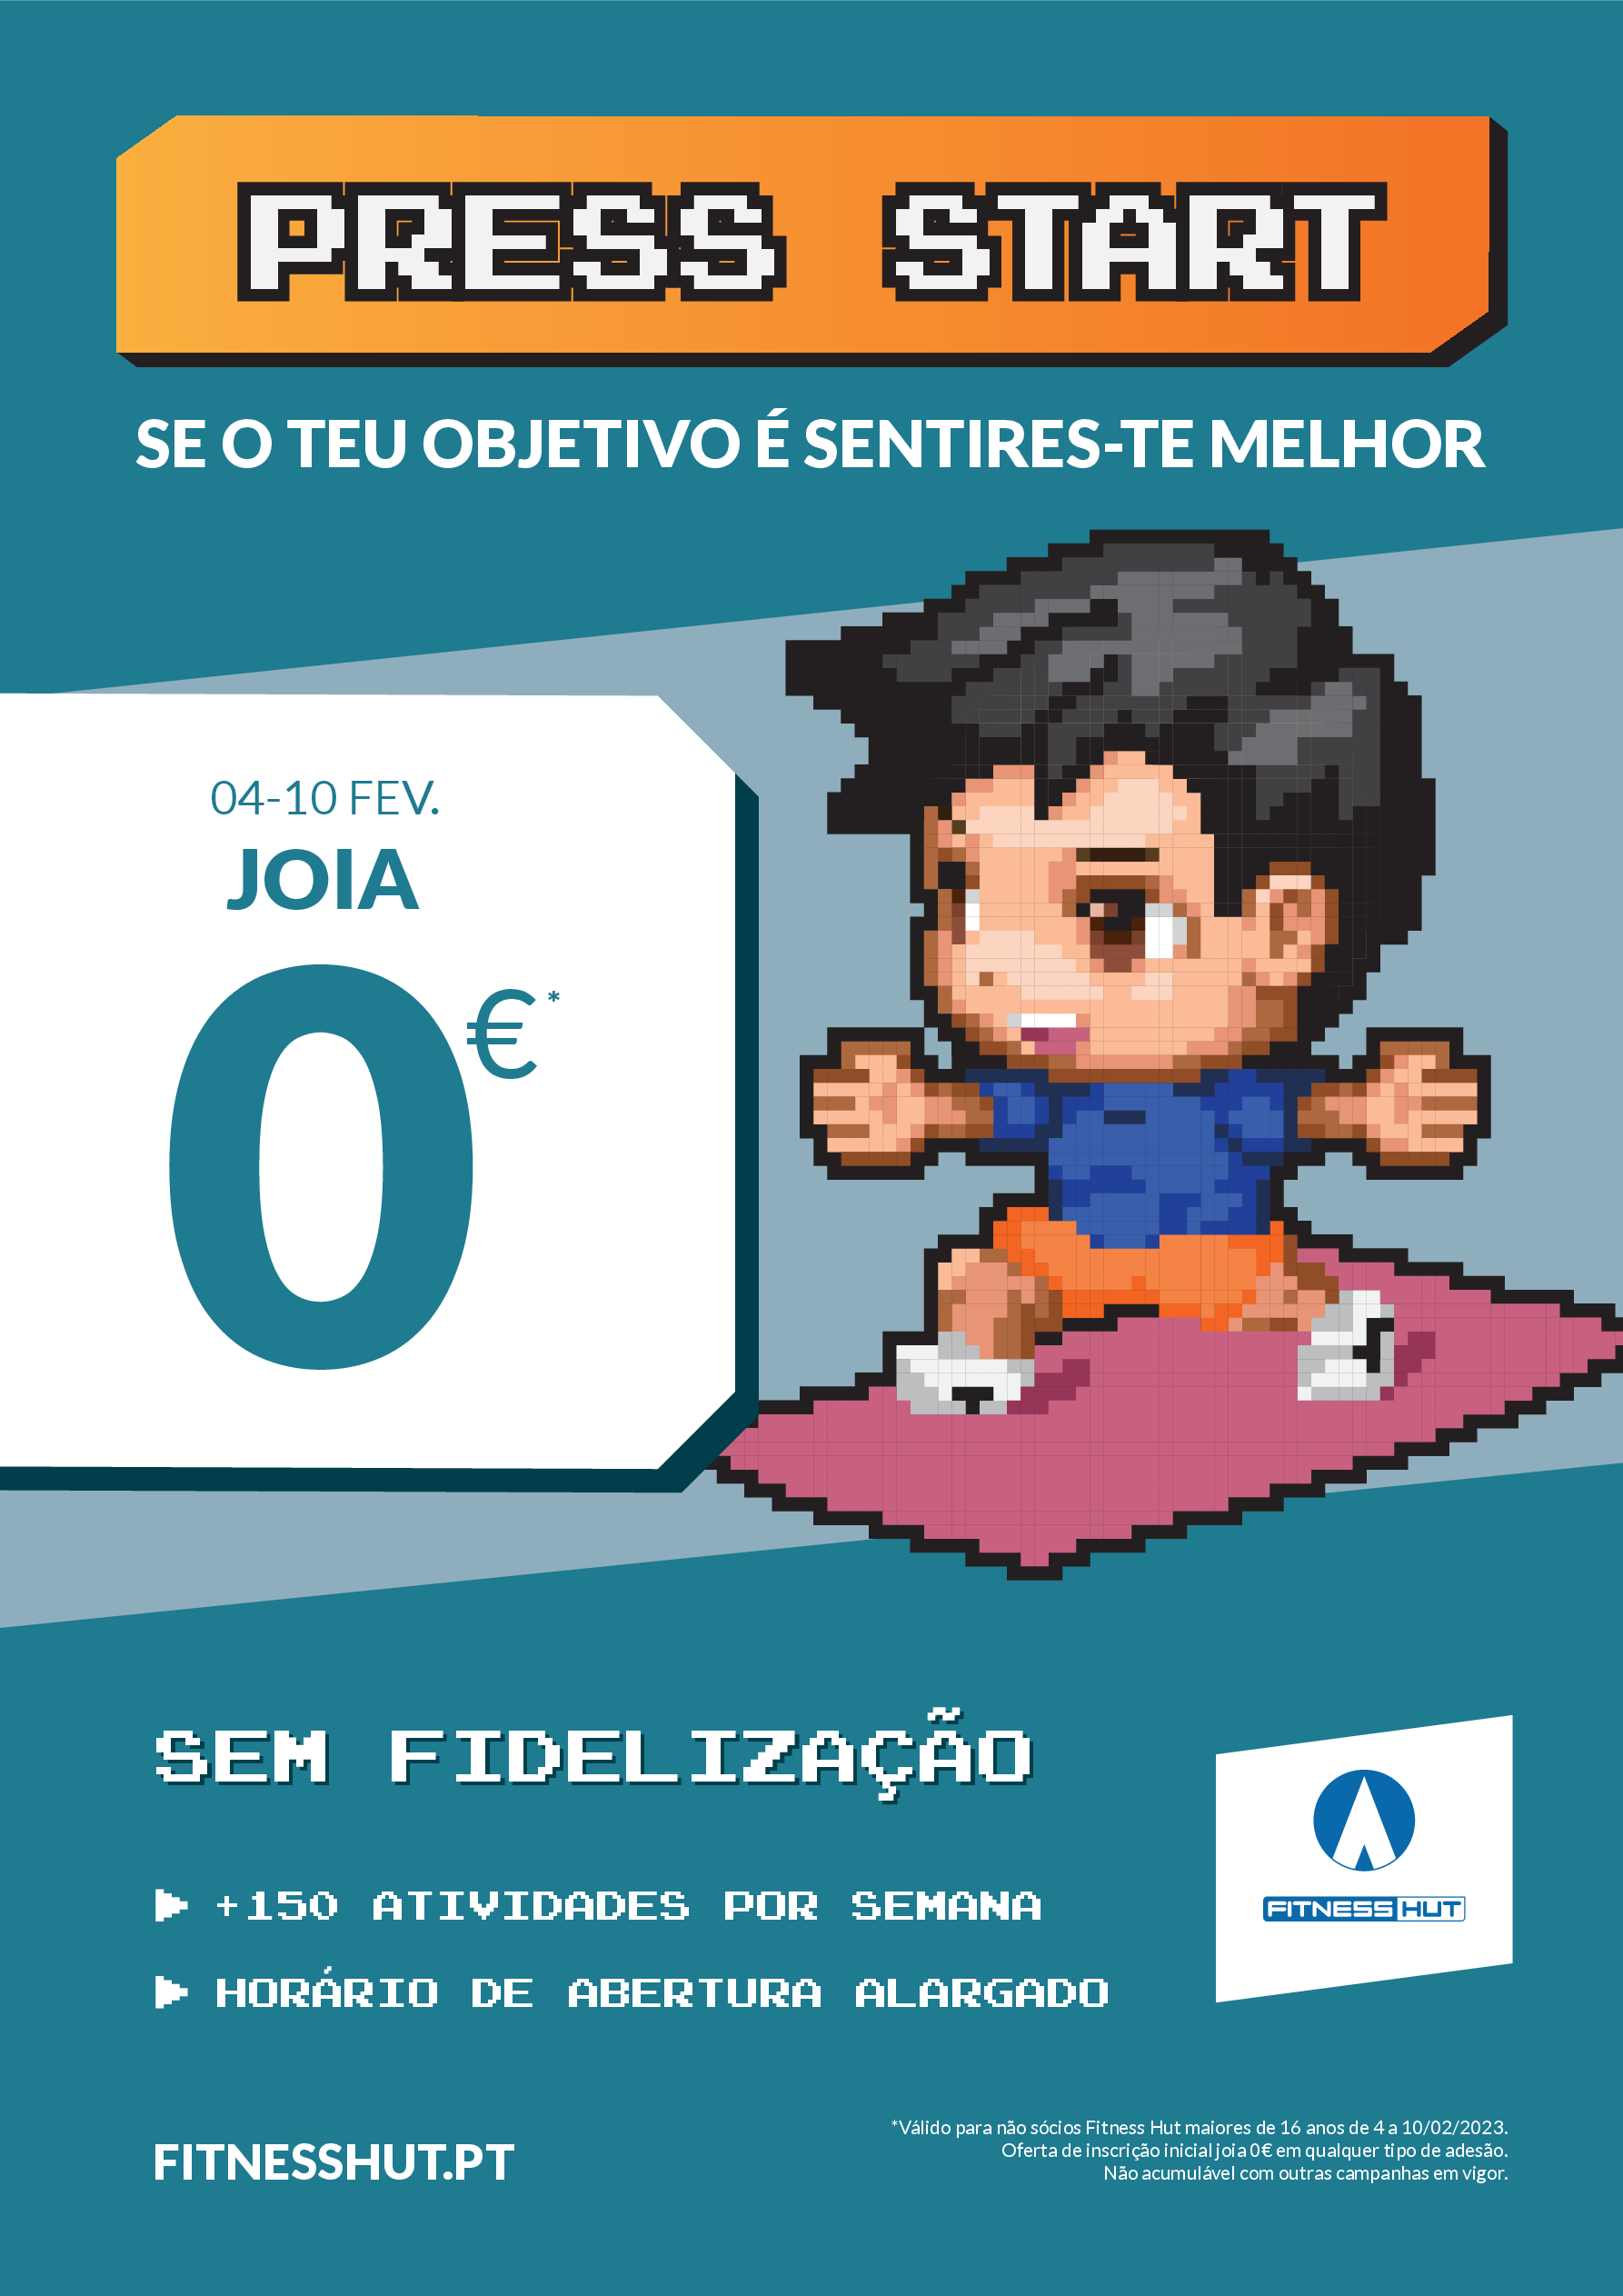 PRESS START
SE O TEU OBJETIVO É SENTIRES-TE MELHOR
04-10 FEV.
JOIA
0€*
SEM FIDELIZAÇÃO
+150 ATIVIDADES POR SEMANA
HORÁRIO DE ABERTURA ALARGADO
FITNESS HUT
FITNESSHUT.PT
*Válido para não sócios Fitness Hut maiores de 16 anos de 4 a 10/02/2023.
Oferta de inscrição inicial joia 0€ em qualquer tipo de adesão.
Não acumulável com outras campanhas em vigor.